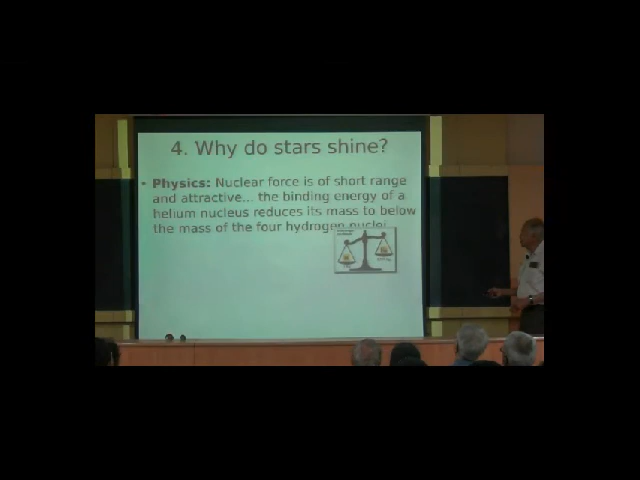 4. Why do stars shine?
• Physics: Nuclear force is of short range
and attractive... the binding energy of a
helium nucleus reduces its mass to below
the mass of the four hydrogen nuclei